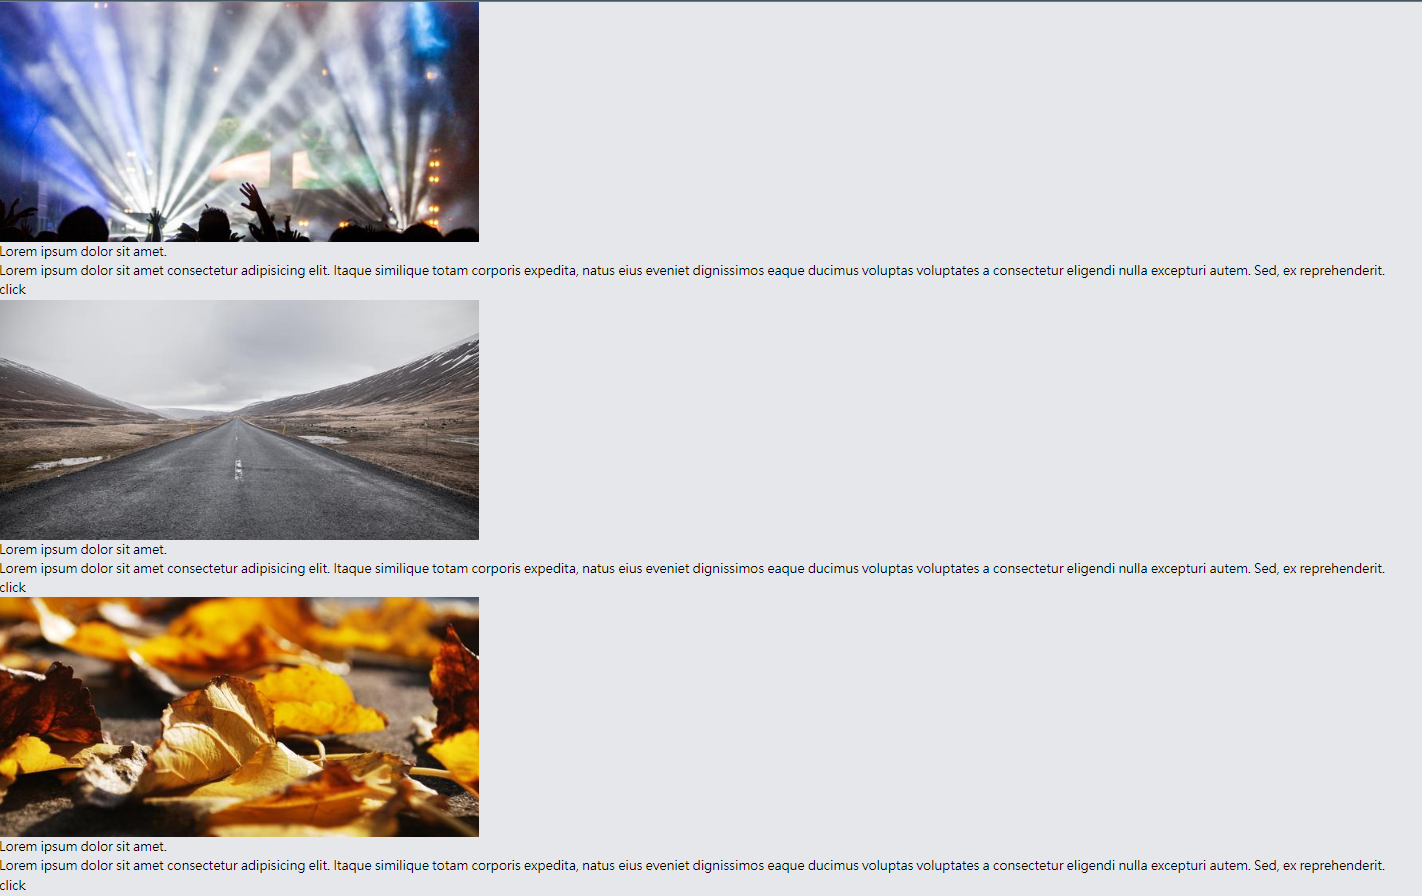 Lorem ipsum dolor sit amet.
Lorem ipsum dolor sit amet consectetur adipisicing elit. Itaque similique totam corporis expedita, natus eius eveniet dignissimos eaque ducimus voluptas voluptates a consectetur eligendi nulla excepturi autem. Sed, ex reprehenderit.
click
Lorem ipsum dolor sit amet.
Lorem ipsum dolor sit amet consectetur adipisicing elit. Itaque similique totam corporis expedita, natus eius eveniet dignissimos eaque ducimus voluptas voluptates a consectetur eligendi nulla excepturi autem. Sed, ex reprehenderit.
click
Lorem ipsum dolor sit amet.
Lorem ipsum dolor sit amet consectetur adipisicing elit. Itaque similique totam corporis expedita, natus eius eveniet dignissimos eaque ducimus voluptas voluptates a consectetur eligendi nulla excepturi autem. Sed, ex reprehenderit.
click